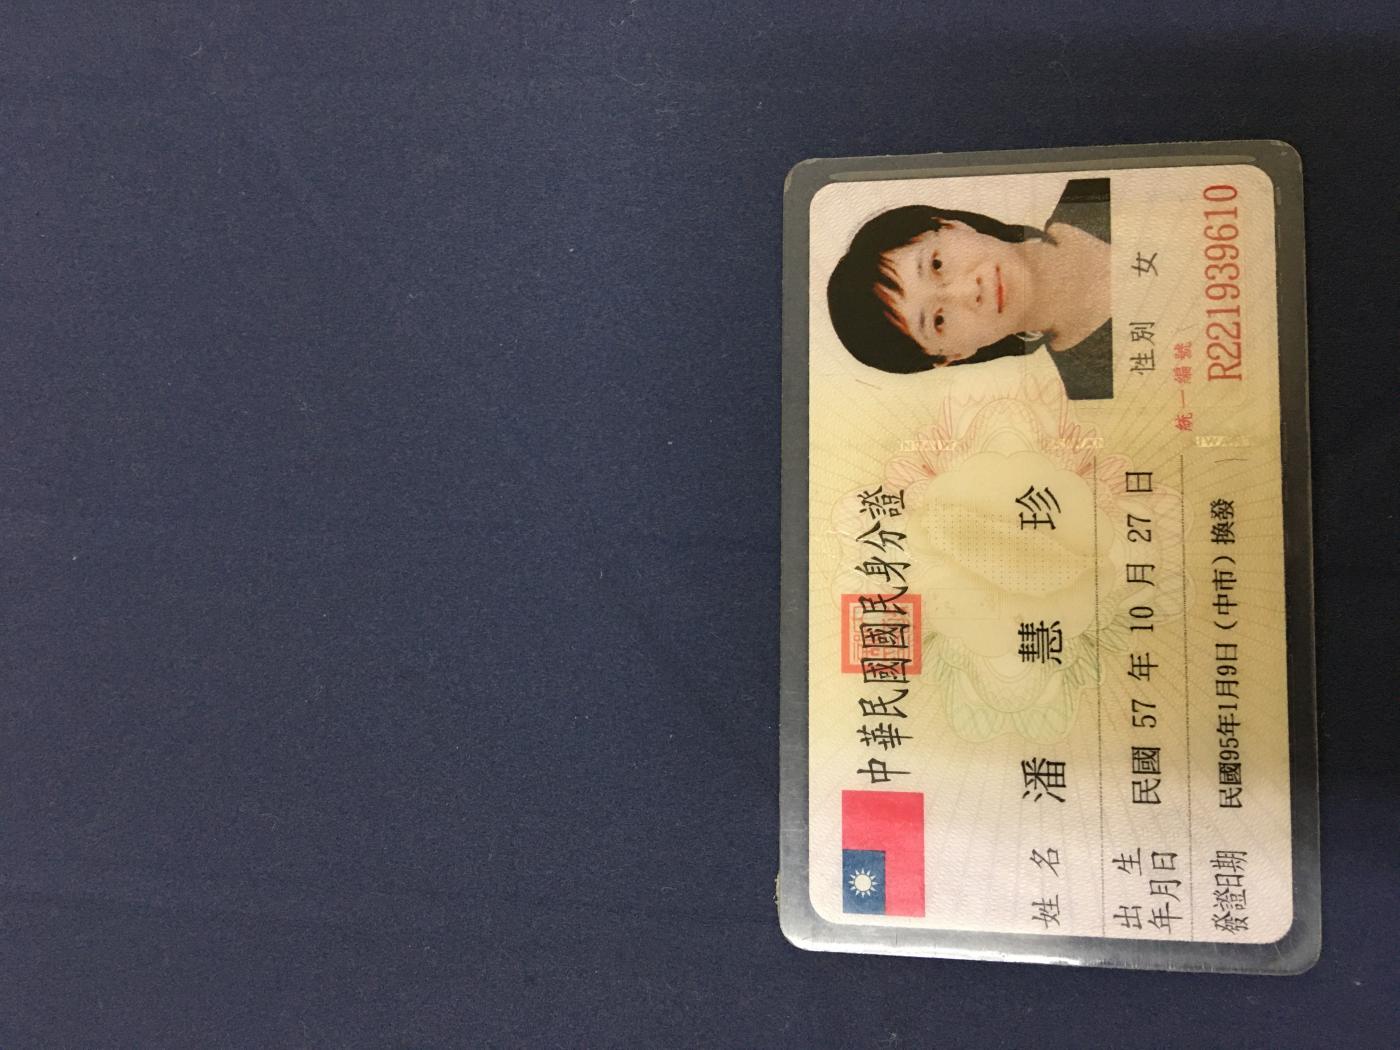 中華民國國民身分證
姓名 潘慧珍
出生年月日 民國 57 年 10 月 27 日
性別 女
發證日期 民國95年1月9日(中市)換發
統一編號
R221939610